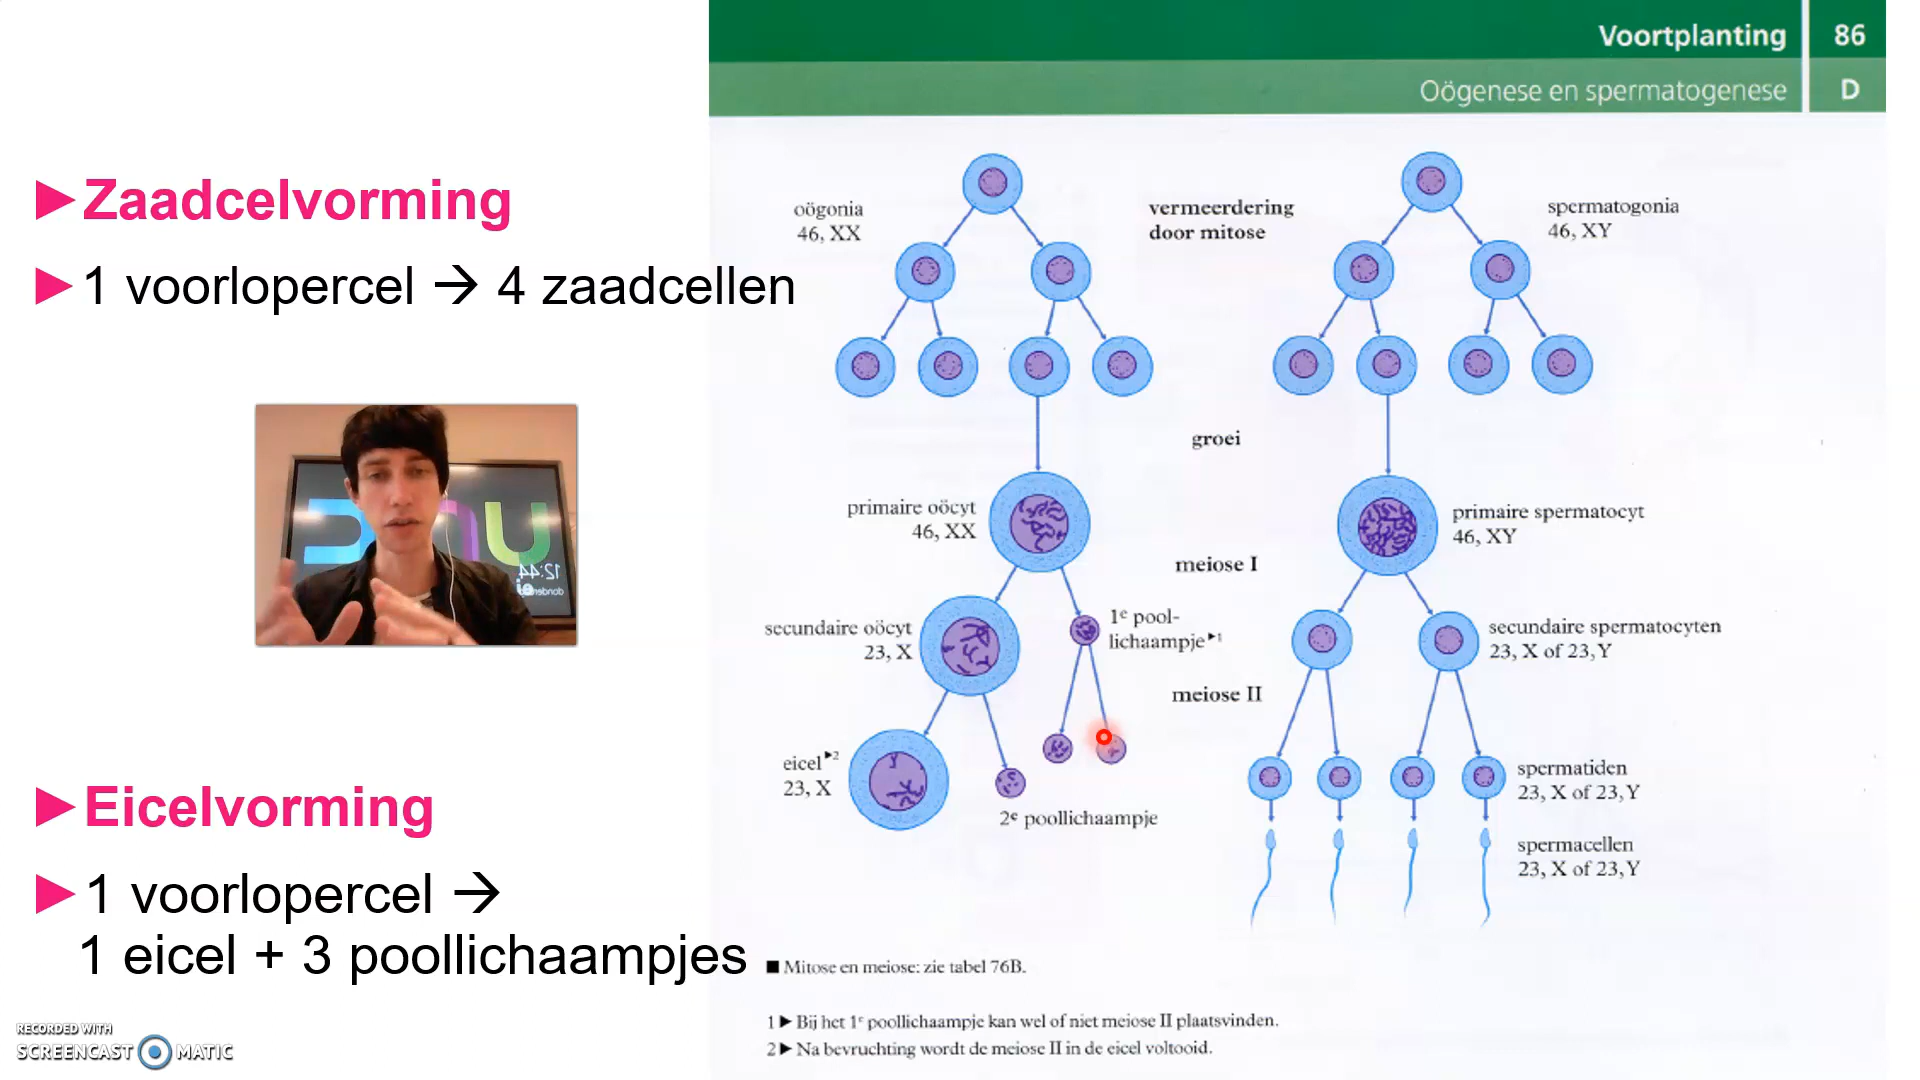 Voortplanting 86
Oögenese en spermatogenese D
►Zaadcelvorming
►1 voorlopercel → 4 zaadcellen
►Eicelvorming
►1 voorlopercel →
1 eicel + 3 poollichaampjes
oögonia
46, XX
vermeerdering
door mitose
spermatogonia
46, XY
groei
primaire oöcyt
46, XX
primaire spermatocyt
46, XY
meiose I
secundaire oöcyt
23, X
1e pool-
lichaampje►1
secundaire spermatocyten
23, X of 23, Y
meiose II
eicel►2
23, X
2e poollichaampje
spermatiden
23, X of 23, Y
spermacellen
23, X of 23, Y
■ Mitose en meiose: zie tabel 76B.
1 ► Bij het 1e poollichaampje kan wel of niet meiose II plaatsvinden.
2 ► Na bevruchting wordt de meiose II in de eicel voltooid.
12:44
RECORDED WITH
SCREENCAST MATIC